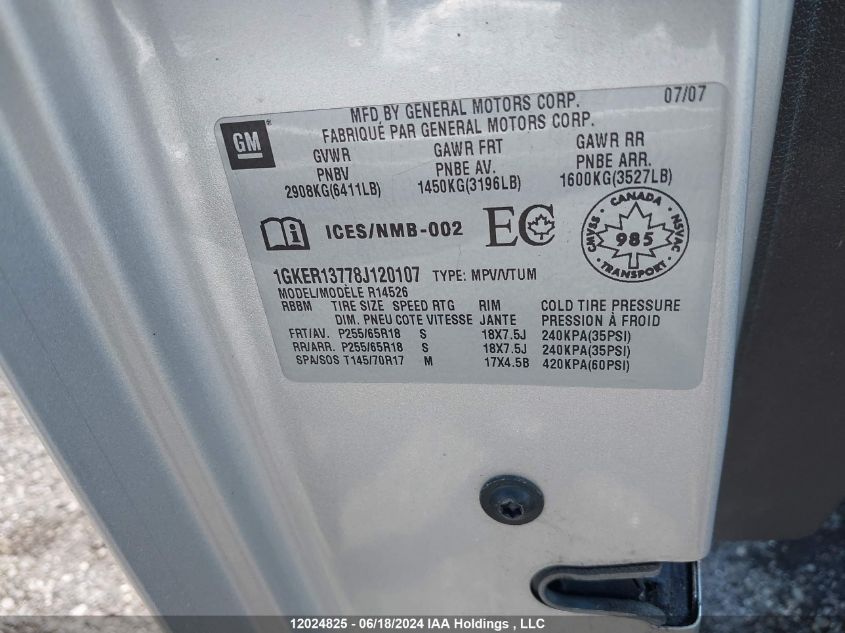 MFD BY GENERAL MOTORS CORP. 07/07
FABRIQUÉ PAR GENERAL MOTORS CORP.
GM
GVWR GAWR FRT GAWR RR
PNBV PNBE AV. PNBE ARR.
2908KG(6411LB) 1450KG(3196LB) 1600KG(3527LB)
ICES/NMB-002 EC
CANADA
CMVSS 985 NSVAC
TRANSPORT
1GKER13778J120107 TYPE: MPV/VTUM
MODEL/MODÈLE R14526
RBBM TIRE SIZE SPEED RTG RIM COLD TIRE PRESSURE
DIM. PNEU COTE VITESSE JANTE PRESSION À FROID
FRT/AV. P255/65R18 S 18X7.5J 240KPA(35PSI)
RR/ARR. P255/65R18 S 18X7.5J 240KPA(35PSI)
SPA/SOS T145/70R17 M 17X4.5B 420KPA(60PSI)
12024825 - 06/18/2024 IAA Holdings , LLC